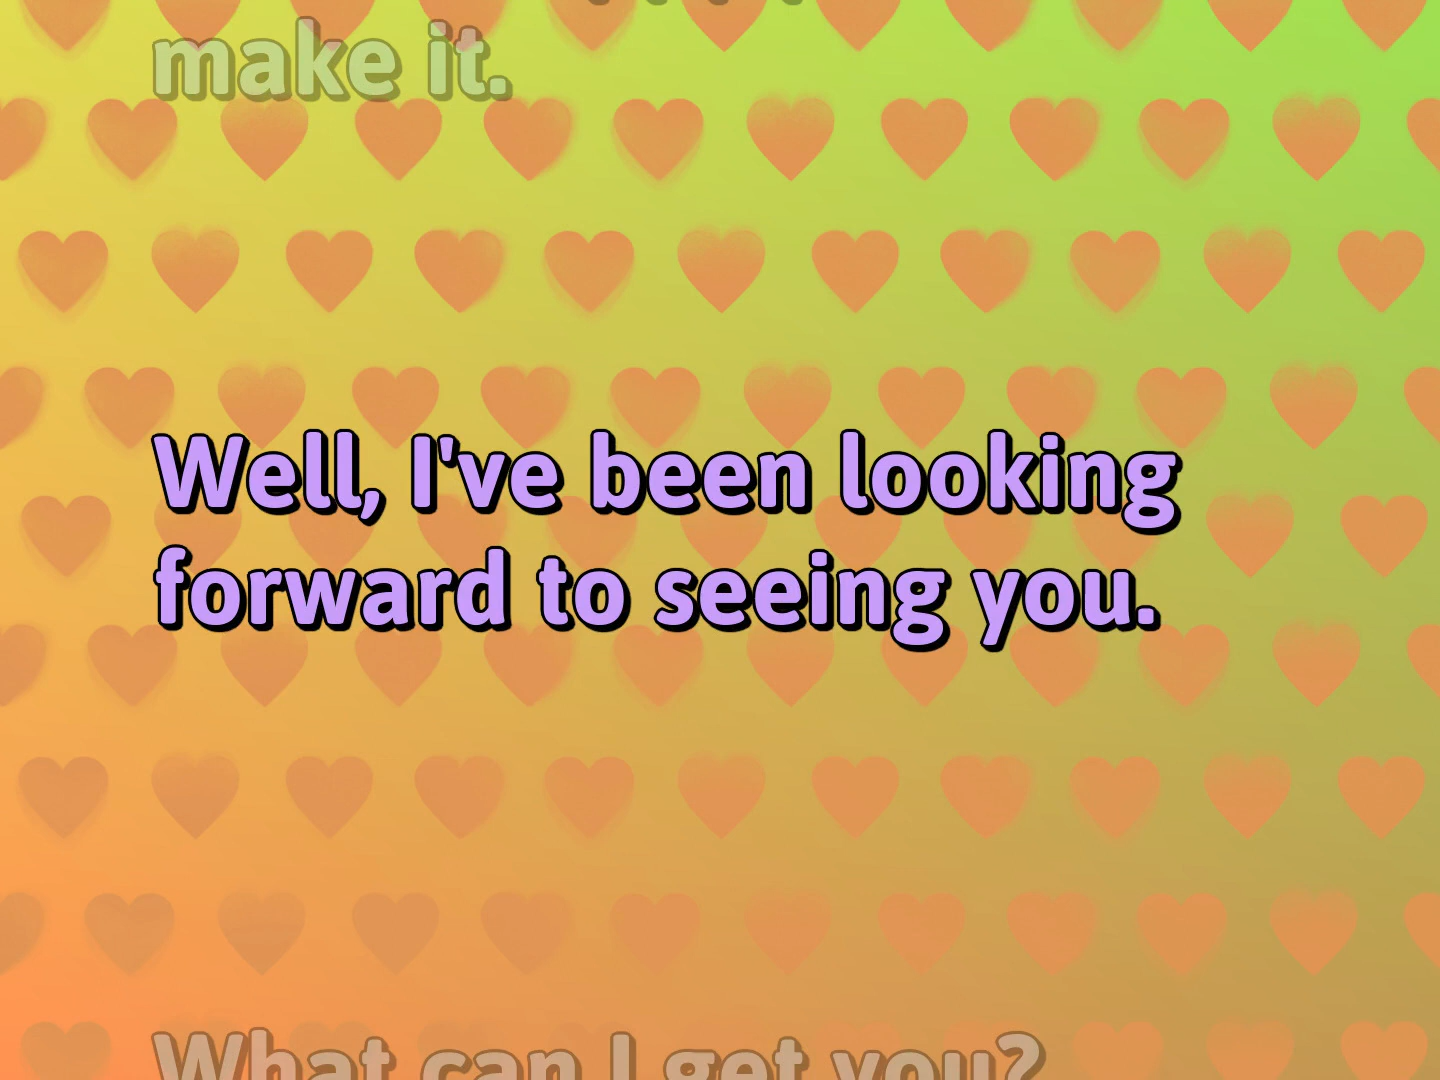 make it.
Well, I've been looking
forward to seeing you.
What can I get you?